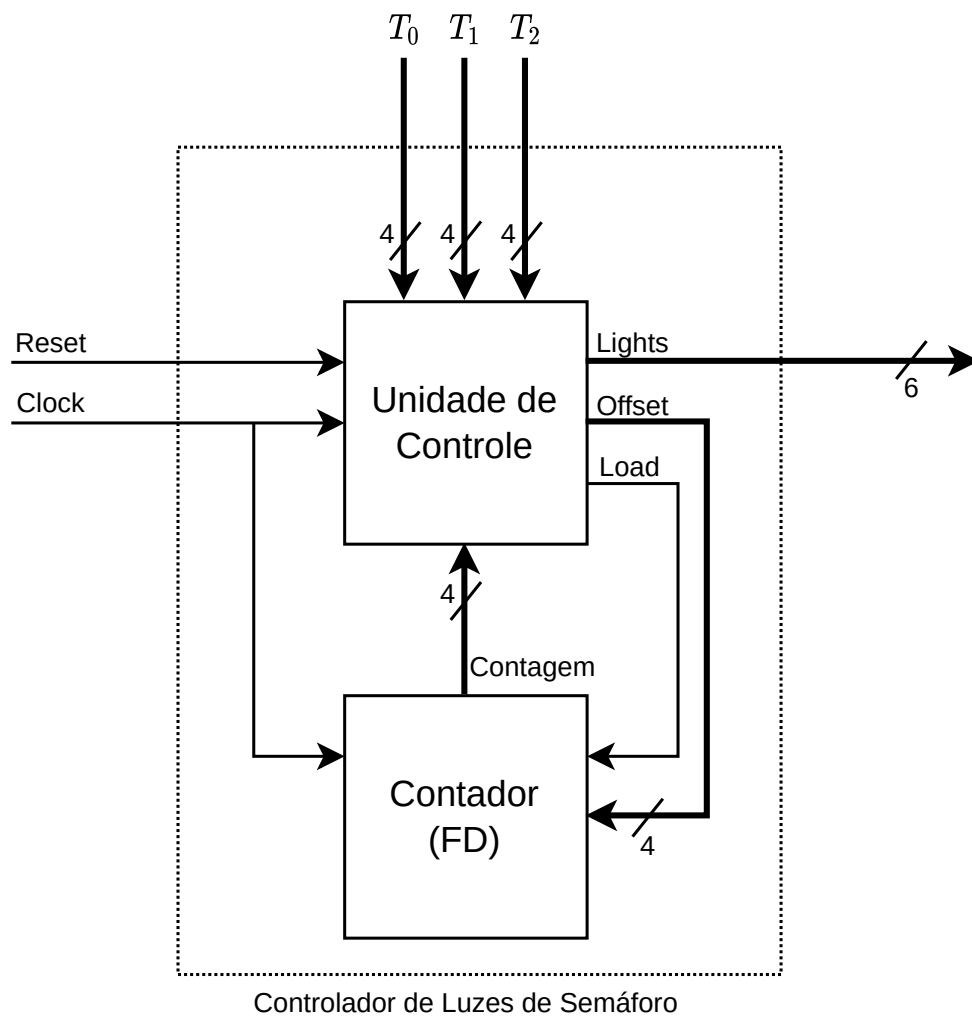 T₀ T₁ T₂
4 4 4
Reset
Clock
Unidade de
Controle
Lights
6
Offset
Load
4
Contagem
Contador
(FD)
4
Controlador de Luzes de Semáforo